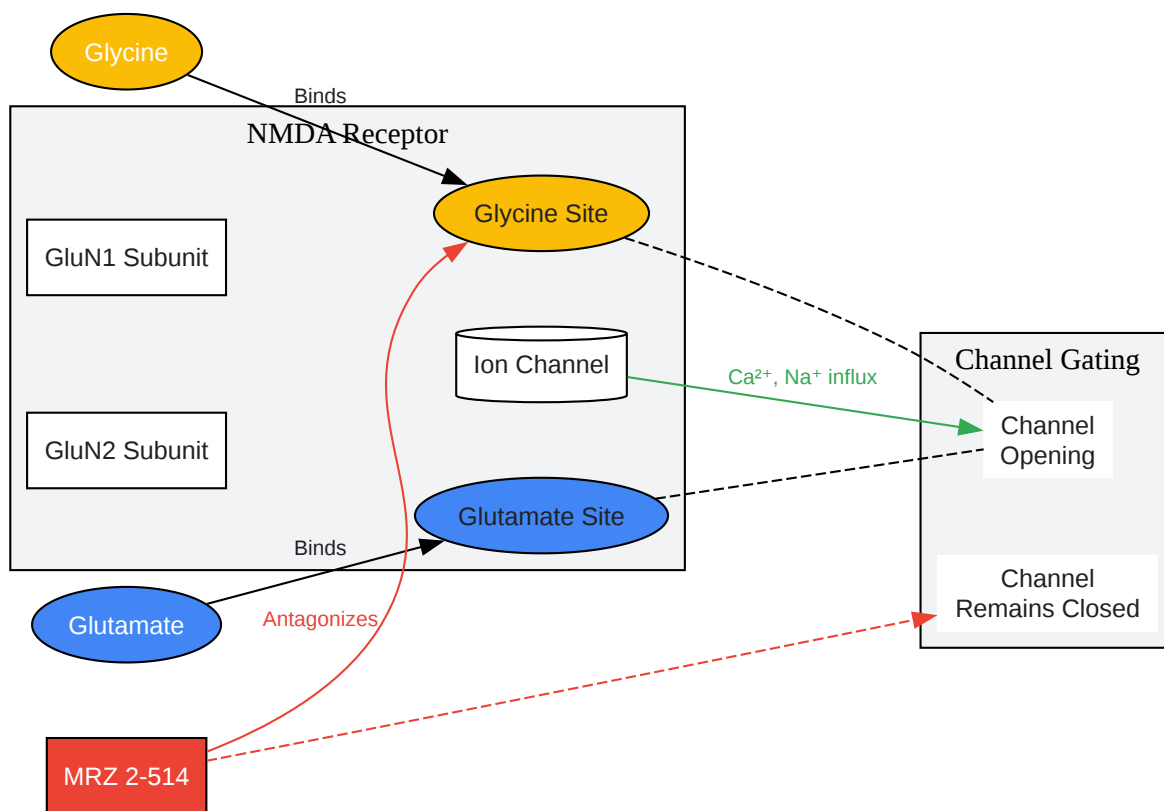 Glycine
Binds
NMDA Receptor
Glycine Site
GluN1 Subunit
Ion Channel
Ca²⁺, Na⁺ influx
Channel Gating
Channel
Opening
GluN2 Subunit
Glutamate Site
Binds
Channel
Remains Closed
Glutamate
Antagonizes
MRZ 2-514